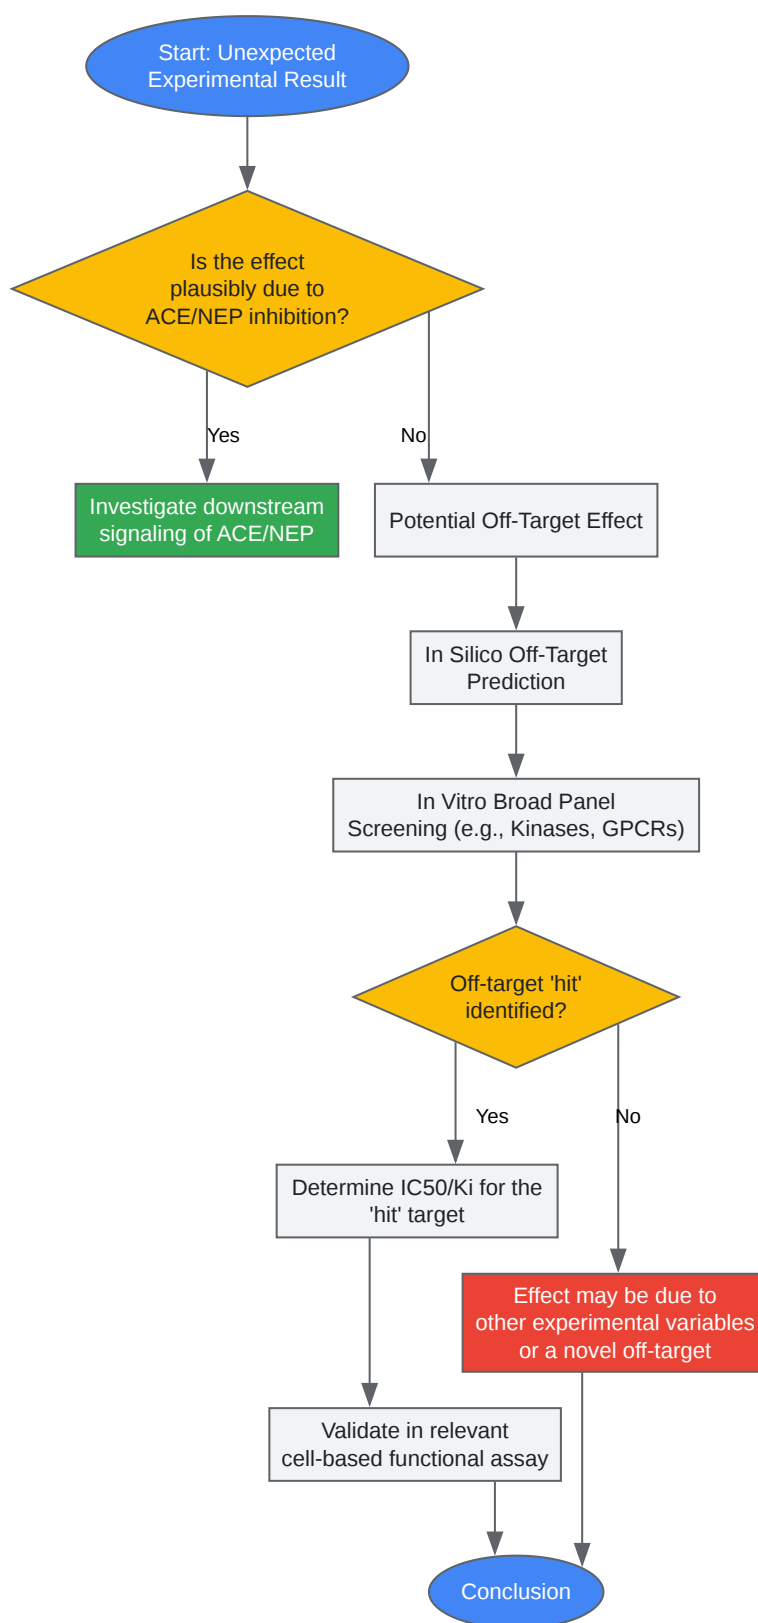 Start: Unexpected
Experimental Result
Is the effect
plausibly due to
ACE/NEP inhibition?
Yes
No
Investigate downstream
signaling of ACE/NEP
Potential Off-Target Effect
In Silico Off-Target
Prediction
In Vitro Broad Panel
Screening (e.g., Kinases, GPCRs)
Off-target 'hit'
identified?
Yes
No
Determine IC50/Ki for the
'hit' target
Effect may be due to
other experimental variables
or a novel off-target
Validate in relevant
cell-based functional assay
Conclusion